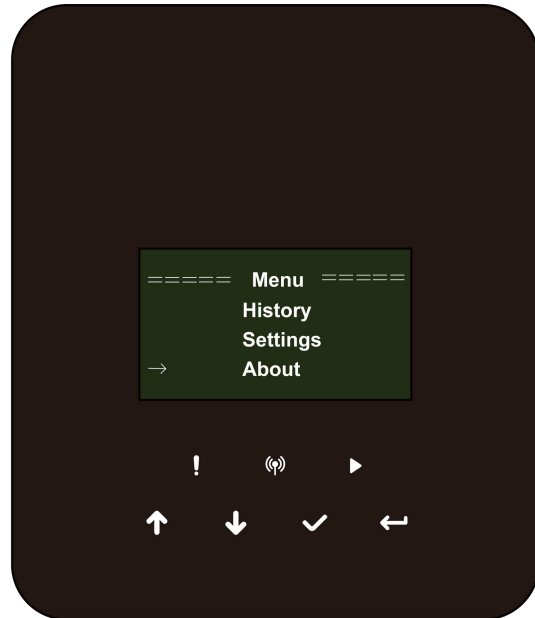 ===== Menu =====
History
Settings
→ About
!